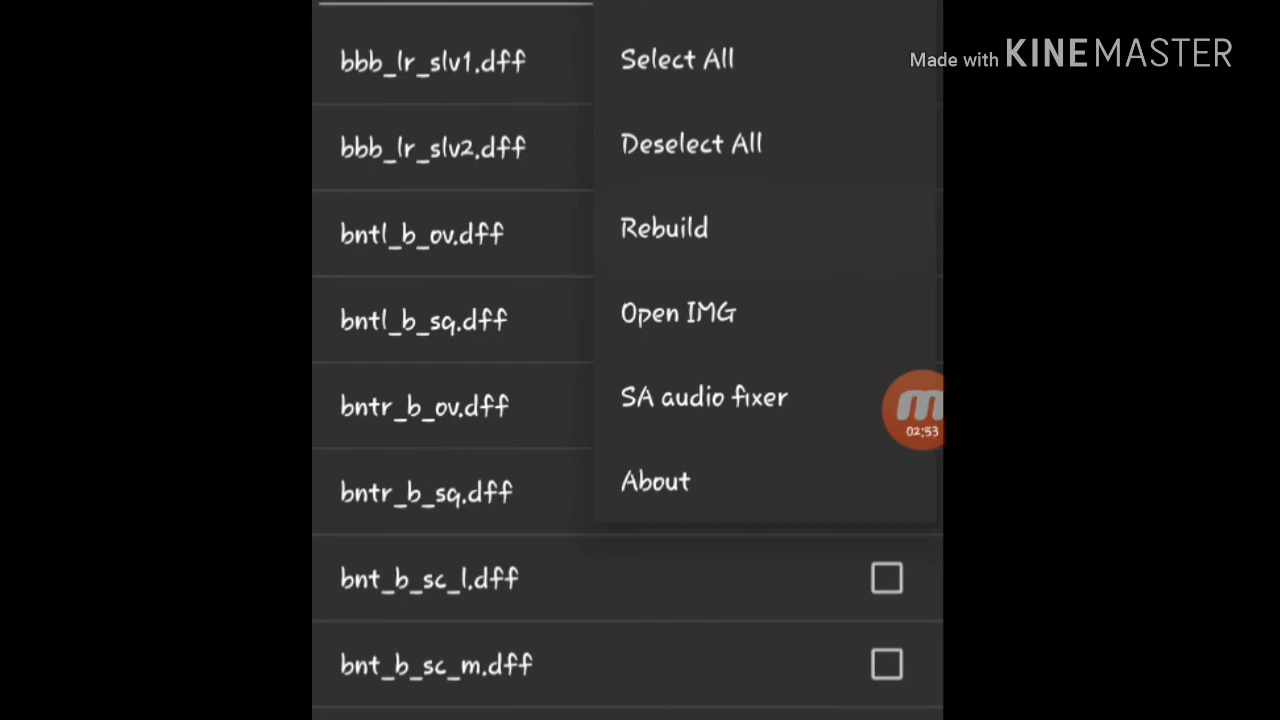 Made with KINEMASTER
bbb_lr_slv1.dff
bbb_lr_slv2.dff
bntl_b_ov.dff
bntl_b_sq.dff
bntr_b_ov.dff
bntr_b_sq.dff
bnt_b_sc_l.dff
bnt_b_sc_m.dff
Select All
Deselect All
Rebuild
Open IMG
SA audio fixer
About
02:53